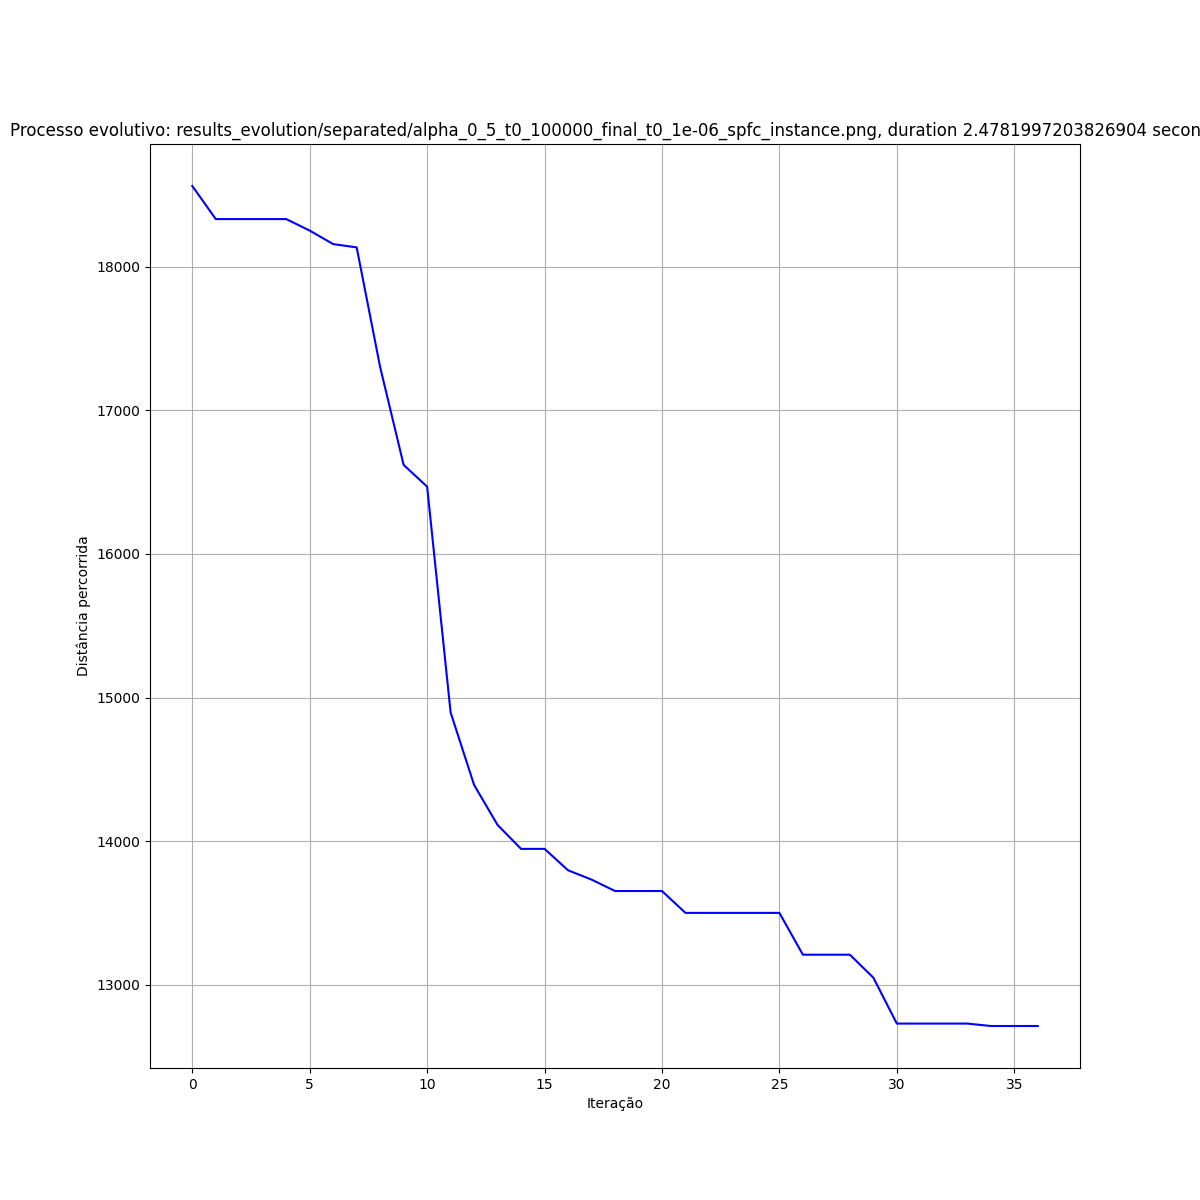 Processo evolutivo: results_evolution/separated/alpha_0_5_t0_100000_final_t0_1e-06_spfc_instance.png, duration 2.4781997203826904 secon
18000
17000
16000
15000
14000
13000
Distância percorrida
0 5 10 15 20 25 30 35
Iteração